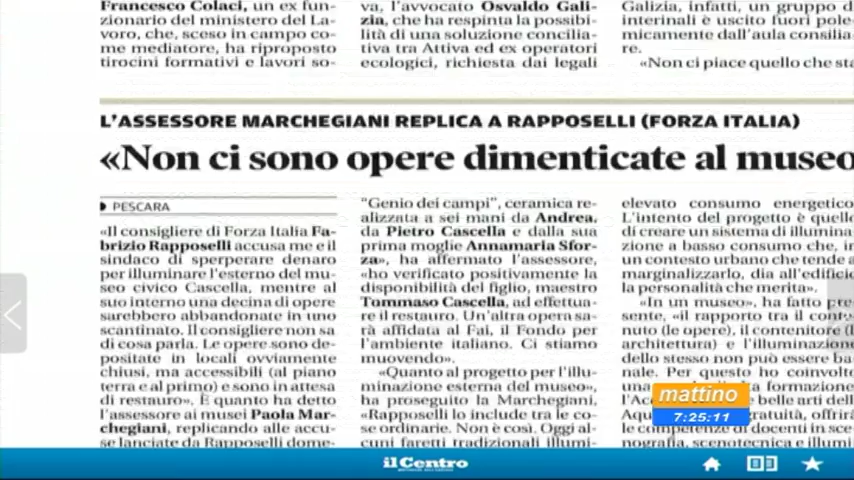 Francesco Colaci, un ex fun-
zionario del ministero del La-
voro, che, sceso in campo co-
me mediatore, ha riproposto
tirocini formativi e lavori so-
va, l'avvocato Osvaldo Gali-
zia, che ha respinta la possibi-
lità di una soluzione concilia-
tiva tra Attiva ed ex operatori
ecologici, richiesta dai legali
Galizia, infatti, un gruppo d
interinali è uscito fuori pole-
micamente dall'aula consilia-
re.
«Non ci piace quello che sta
L'ASSESSORE MARCHEGIANI REPLICA A RAPPOSELLI (FORZA ITALIA)
«Non ci sono opere dimenticate al museo
PESCARA
«Il consigliere di Forza Italia Fa-
brizio Rapposelli accusa me e il
sindaco di sperperare denaro
per illuminare l'esterno del mu-
seo civico Cascella, mentre al
suo interno una decina di opere
sarebbero abbandonate in uno
scantinato. Il consigliere non sa
di cosa parla. Le opere sono de-
positate in locali ovviamente
chiusi, ma accessibili (al piano
terra e al primo) e sono in attesa
di restauro». È quanto ha detto
l'assessore ai musei Paola Mar-
chegiani, replicando alle accu-
se lanciate da Rapposelli dome-
"Genio dei campi", ceramica re-
alizzata a sei mani da Andrea,
da Pietro Cascella e dalla sua
prima moglie Annamaria Sfor-
za», ha affermato l'assessore,
«ho verificato positivamente la
disponibilità del figlio, maestro
Tommaso Cascella, ad effettua-
re il restauro. Un'altra opera sa-
rà affidata al Fai, il Fondo per
l'ambiente italiano. Ci stiamo
muovendo».
«Quanto al progetto per l'illu-
minazione esterna del museo»,
ha proseguito la Marchegiani,
«Rapposelli lo include tra le co-
se ordinarie. Non è così. Oggi al-
cuni faretti tradizionali illumi-
elevato consumo energetico
L'intento del progetto è quello
di creare un sistema di illumina
zione a basso consumo che, in
un contesto urbano che tende a
marginalizzarlo, dia all'edificio
la personalità che merita».
«In un museo», ha fatto pre-
sente, «il rapporto tra il conte
nuto (le opere), il contenitore (l
architettura) e l'illuminazione
dello stesso non può essere ba
nale. Per questo ho coinvolto
una formazione
l'Ac belle arti dell
Aqu gratuità, offrirà
le competenze di docenti in sce
nografia, scenotecnica e illumi
mattino
7:25:11
il Centro